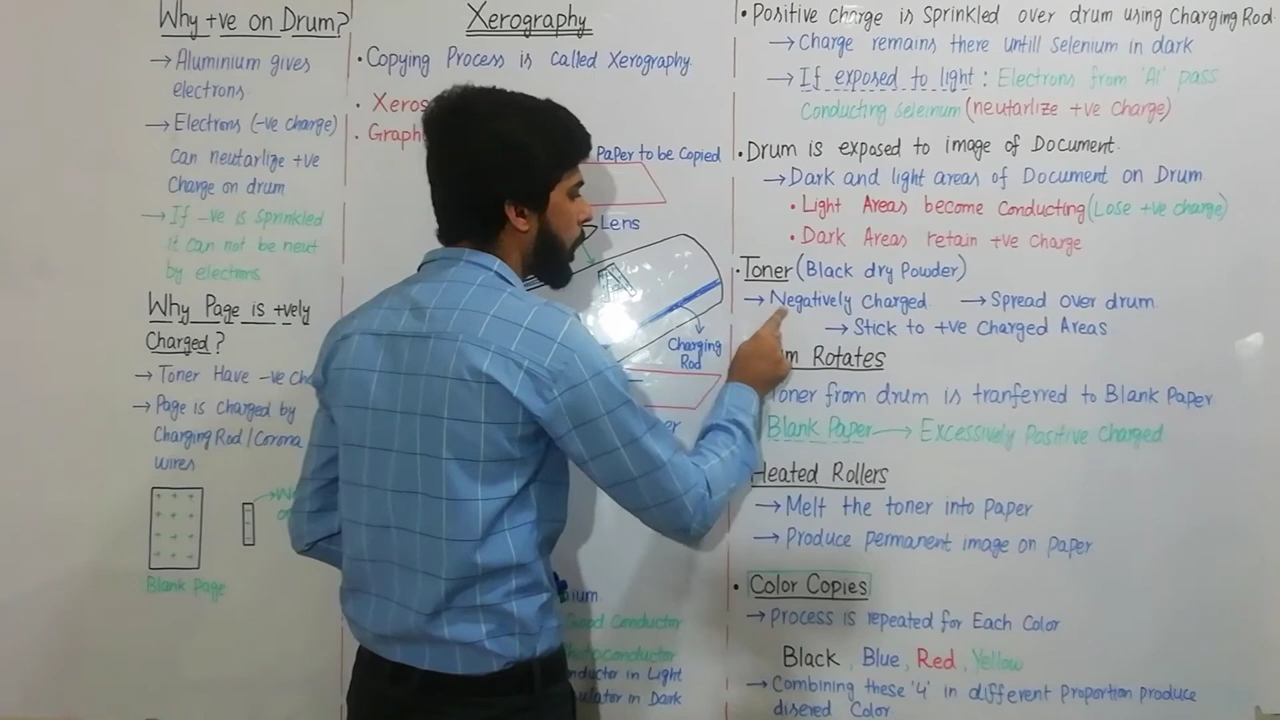 Why +ve on Drum?
→ Aluminium gives
electrons
→ Electrons (-ve charge)
can neutarlize +ve
Charge on drum
→ If -ve is sprinkled
it can not be neut
by electrons
Why Page is +vely
Charged?
→ Toner Have -ve
→ Page is charged by
Charging Rod/Corona
wires
Blank Page
Xerography
• Copying Process is called Xerography.
• Xeros
• Graph
Paper to be Copied
Lens
A
Charging
Rod
Good Conductor
in Light
in Dark
• Positive charge is Sprinkled over drum using Charging Rod
→ Charge remains there untill Selenium in dark
→ If exposed to light : Electrons from 'Al' pass
Conducting seleinum (neutarlize +ve charge)
• Drum is exposed to image of Document.
→ Dark and light areas of Document on Drum
• Light Areas become Conducting (Lose +ve charge)
• Dark Areas retain +ve Charge
• Toner (Black dry Powder)
→ Negatively Charged → Spread over drum
→ Stick to +ve Charged Areas
Rotates
Toner from drum is tranferred to Blank Paper
Blank Paper → Excessively Positive Charged
Heated Rollers
→ Melt the toner into Paper
→ Produce permanent image on paper
• Color Copies
→ Process is repeated for Each Color
Black, Blue, Red, Yellow
→ Combining these '4' in different Proportion produce
disered Color